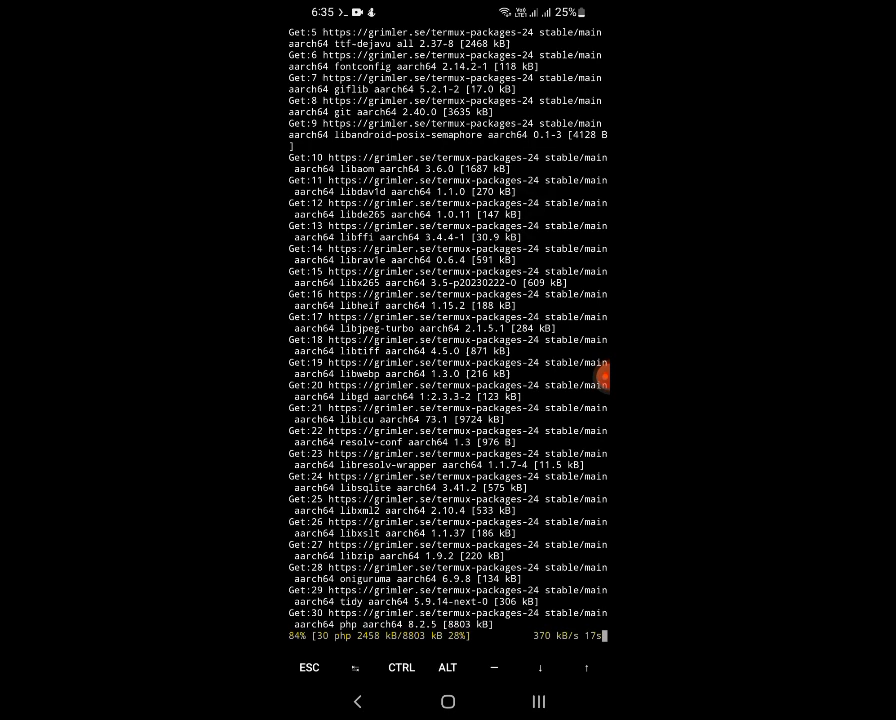 6:35 >_
25%
Get:5 https://grimler.se/termux-packages-24 stable/main
aarch64 ttf-dejavu all 2.37-8 [2468 kB]
Get:6 https://grimler.se/termux-packages-24 stable/main
aarch64 fontconfig aarch64 2.14.2-1 [118 kB]
Get:7 https://grimler.se/termux-packages-24 stable/main
aarch64 giflib aarch64 5.2.1-2 [17.0 kB]
Get:8 https://grimler.se/termux-packages-24 stable/main
aarch64 git aarch64 2.40.0 [3635 kB]
Get:9 https://grimler.se/termux-packages-24 stable/main
aarch64 libandroid-posix-semaphore aarch64 0.1-3 [4128 B
]
Get:10 https://grimler.se/termux-packages-24 stable/main
aarch64 libaom aarch64 3.6.0 [1687 kB]
Get:11 https://grimler.se/termux-packages-24 stable/main
aarch64 libdav1d aarch64 1.1.0 [270 kB]
Get:12 https://grimler.se/termux-packages-24 stable/main
aarch64 libde265 aarch64 1.0.11 [147 kB]
Get:13 https://grimler.se/termux-packages-24 stable/main
aarch64 libffi aarch64 3.4.4-1 [30.9 kB]
Get:14 https://grimler.se/termux-packages-24 stable/main
aarch64 librav1e aarch64 0.6.4 [591 kB]
Get:15 https://grimler.se/termux-packages-24 stable/main
aarch64 libx265 aarch64 3.5-p20230222-0 [609 kB]
Get:16 https://grimler.se/termux-packages-24 stable/main
aarch64 libheif aarch64 1.15.2 [188 kB]
Get:17 https://grimler.se/termux-packages-24 stable/main
aarch64 libjpeg-turbo aarch64 2.1.5.1 [284 kB]
Get:18 https://grimler.se/termux-packages-24 stable/main
aarch64 libtiff aarch64 4.5.0 [871 kB]
Get:19 https://grimler.se/termux-packages-24 stable/main
aarch64 libwebp aarch64 1.3.0 [216 kB]
Get:20 https://grimler.se/termux-packages-24 stable/main
aarch64 libgd aarch64 1:2.3.3-2 [123 kB]
Get:21 https://grimler.se/termux-packages-24 stable/main
aarch64 libicu aarch64 73.1 [9724 kB]
Get:22 https://grimler.se/termux-packages-24 stable/main
aarch64 resolv-conf aarch64 1.3 [976 B]
Get:23 https://grimler.se/termux-packages-24 stable/main
aarch64 libresolv-wrapper aarch64 1.1.7-4 [11.5 kB]
Get:24 https://grimler.se/termux-packages-24 stable/main
aarch64 libsqlite aarch64 3.41.2 [575 kB]
Get:25 https://grimler.se/termux-packages-24 stable/main
aarch64 libxml2 aarch64 2.10.4 [533 kB]
Get:26 https://grimler.se/termux-packages-24 stable/main
aarch64 libxslt aarch64 1.1.37 [186 kB]
Get:27 https://grimler.se/termux-packages-24 stable/main
aarch64 libzip aarch64 1.9.2 [220 kB]
Get:28 https://grimler.se/termux-packages-24 stable/main
aarch64 oniguruma aarch64 6.9.8 [134 kB]
Get:29 https://grimler.se/termux-packages-24 stable/main
aarch64 tidy aarch64 5.9.14-next-0 [306 kB]
Get:30 https://grimler.se/termux-packages-24 stable/main
aarch64 php aarch64 8.2.5 [8803 kB]
84% [30 php 2458 kB/8803 kB 28%] 370 kB/s 17s
ESC ⇆ CTRL ALT — ↓ ↑